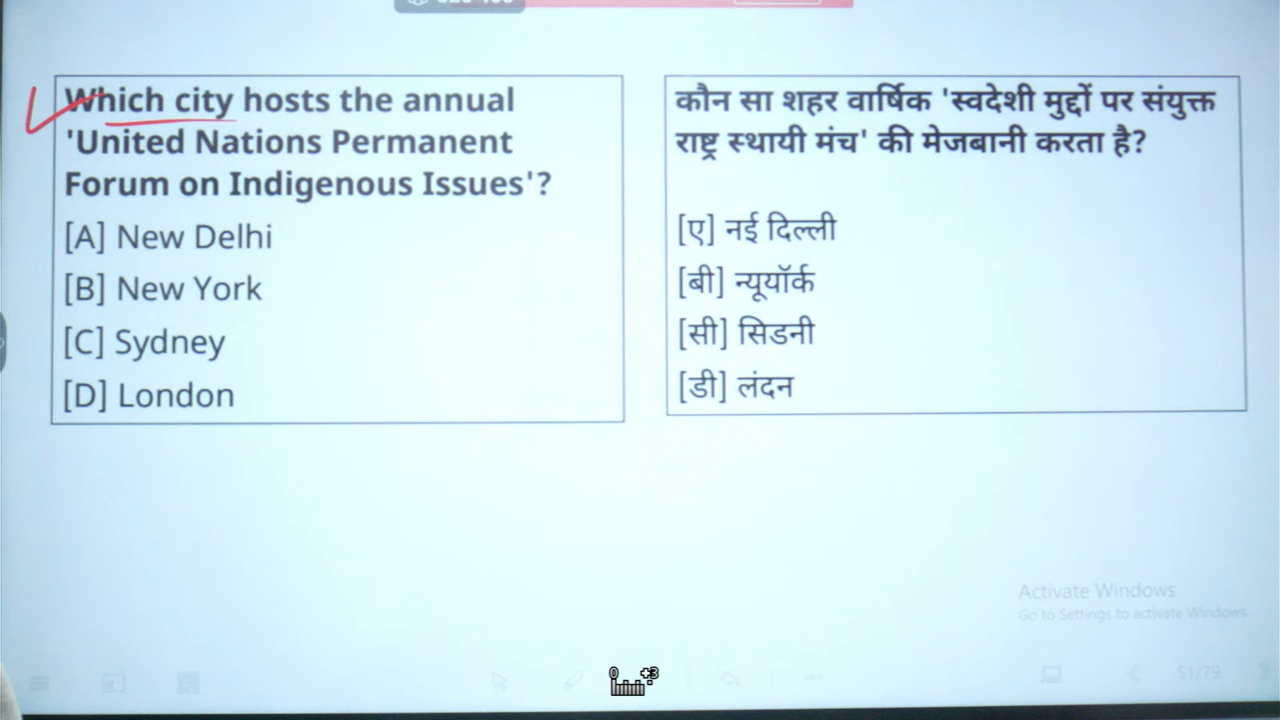 Which city hosts the annual
'United Nations Permanent
Forum on Indigenous Issues'?
[A] New Delhi
[B] New York
[C] Sydney
[D] London
कौन सा शहर वार्षिक 'स्वदेशी मुद्दों पर संयुक्त
राष्ट्र स्थायी मंच' की मेजबानी करता है?
[ए] नई दिल्ली
[बी] न्यूयॉर्क
[सी] सिडनी
[डी] लंदन
Activate Windows
Go to Settings to activate Windows.
51/79